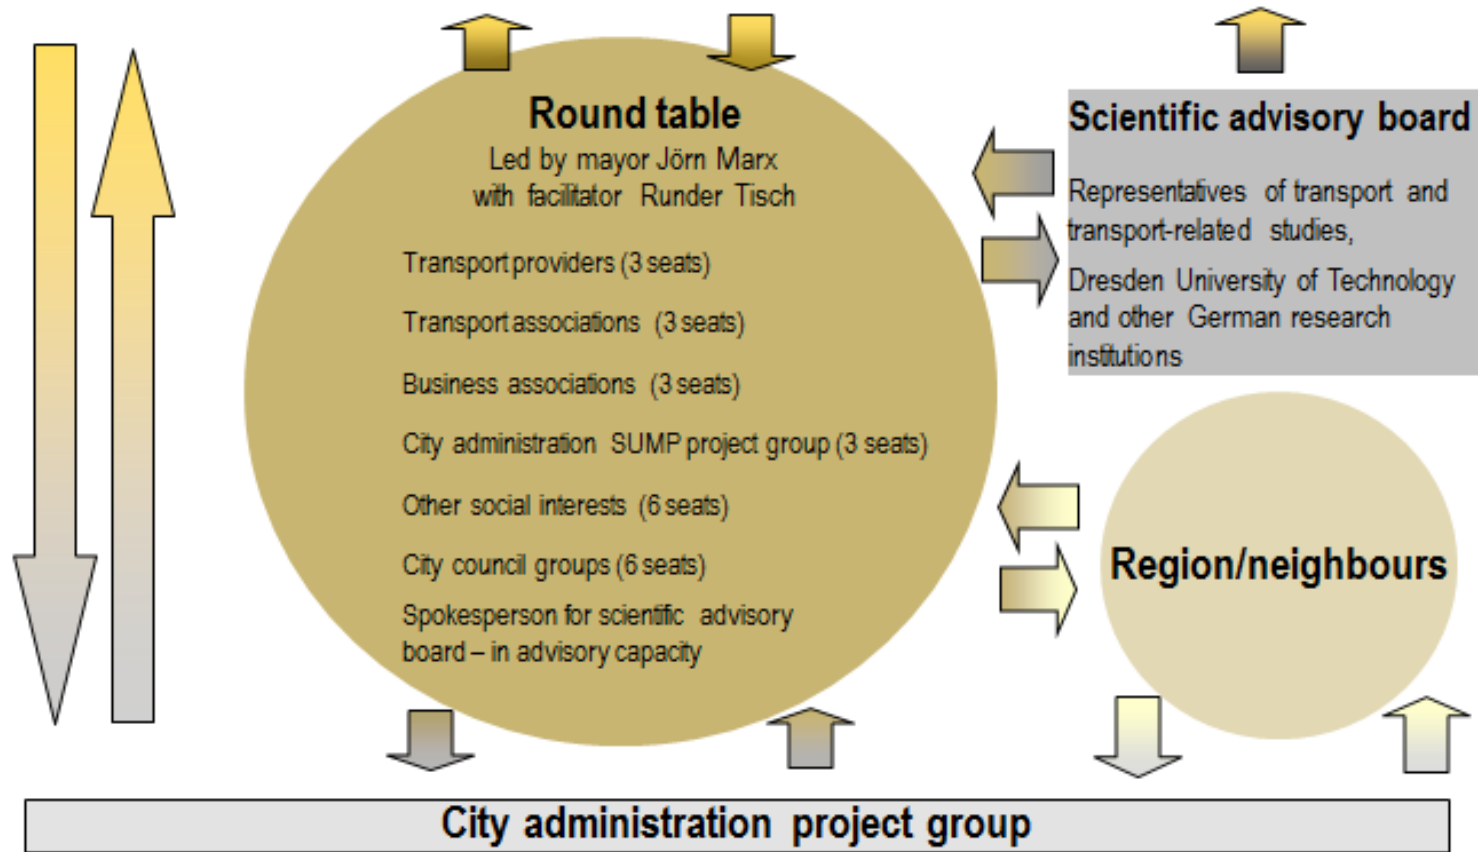 Round table
Led by mayor Jörn Marx
with facilitator Runder Tisch
Transport providers (3 seats)
Transport associations (3 seats)
Business associations (3 seats)
City administration SUMP project group (3 seats)
Other social interests (6 seats)
City council groups (6 seats)
Spokesperson for scientific advisory
board – in advisory capacity
Scientific advisory board
Representatives of transport and
transport-related studies,
Dresden University of Technology
and other German research
institutions
Region/neighbours
City administration project group